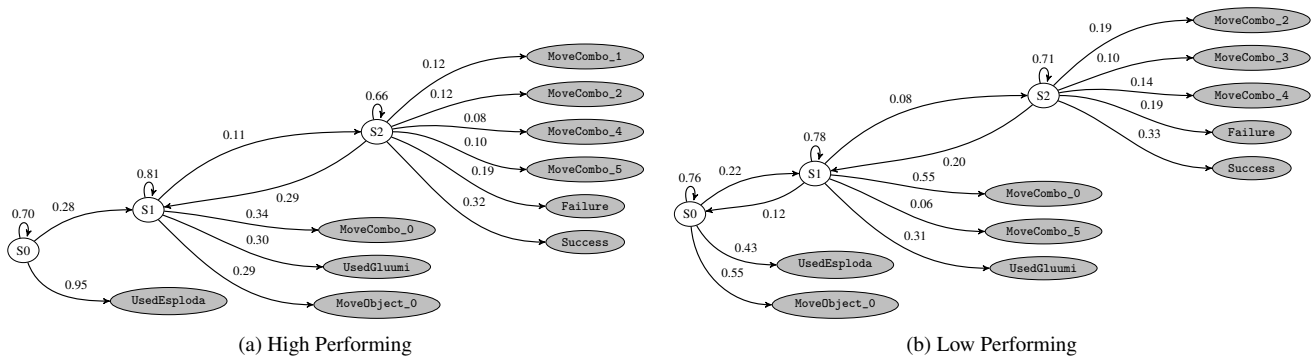 0.12
MoveCombo_1
0.12
MoveCombo_2
0.66
0.08
MoveCombo_4
S2
0.10
MoveCombo_5
0.11
0.19
Failure
0.81
0.29
0.32
Success
0.70
0.28
S1
0.34
MoveCombo_0
S0
0.30
UsedGluumi
0.29
MoveObject_0
0.95
UsedEsploda
(a) High Performing
0.19
MoveCombo_2
0.71
0.10
MoveCombo_3
S2
0.14
MoveCombo_4
0.08
0.19
Failure
0.78
0.20
0.33
Success
0.76
0.22
S1
0.55
MoveCombo_0
S0
0.12
0.06
MoveCombo_5
0.31
UsedGluumi
0.43
UsedEsploda
0.55
MoveObject_0
(b) Low Performing